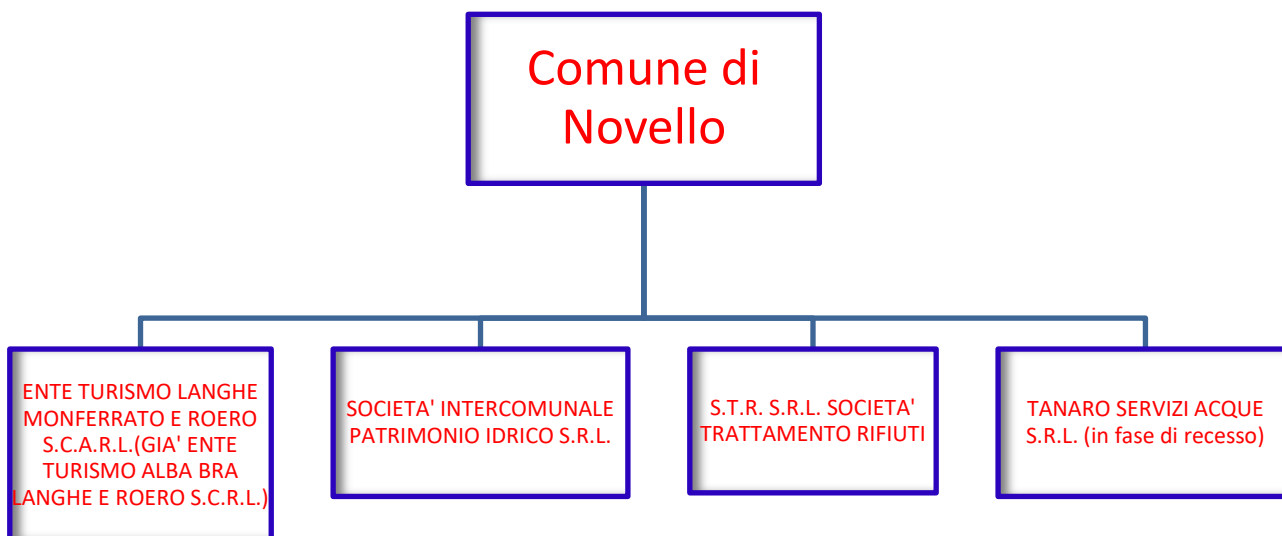 Comune di
Novello
ENTE TURISMO LANGHE
MONFERRATO E ROERO
S.C.A.R.L.(GIÀ' ENTE
TURISMO ALBA BRA
LANGHE E ROERO S.C.R.L.)
SOCIETA' INTERCOMUNALE
PATRIMONIO IDRICO S.R.L.
S.T.R. S.R.L. SOCIETA'
TRATTAMENTO RIFIUTI
TANARO SERVIZI ACQUE
S.R.L. (in fase di recesso)